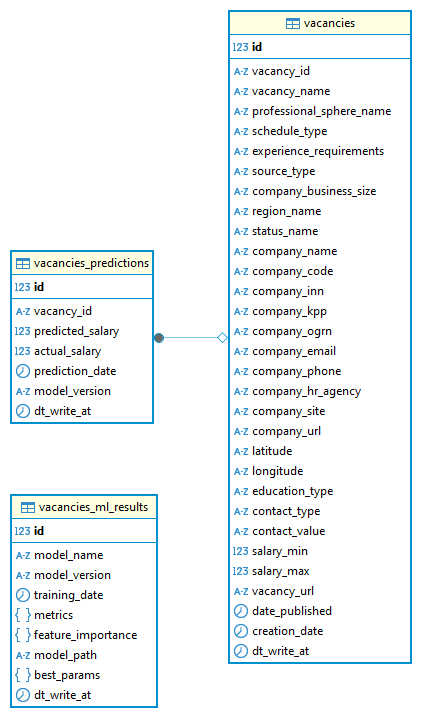 vacancies
123 id
A-Z vacancy_id
A-Z vacancy_name
A-Z professional_sphere_name
A-Z schedule_type
A-Z experience_requirements
A-Z source_type
A-Z company_business_size
A-Z region_name
A-Z status_name
A-Z company_name
A-Z company_code
A-Z company_inn
A-Z company_kpp
A-Z company_ogrn
A-Z company_email
A-Z company_phone
A-Z company_hr_agency
A-Z company_site
A-Z company_url
A-Z latitude
A-Z longitude
A-Z education_type
A-Z contact_type
A-Z contact_value
123 salary_min
123 salary_max
A-Z vacancy_url
date_published
creation_date
dt_write_at
vacancies_predictions
123 id
A-Z vacancy_id
123 predicted_salary
123 actual_salary
prediction_date
A-Z model_version
dt_write_at
vacancies_ml_results
123 id
A-Z model_name
A-Z model_version
training_date
{ } metrics
{ } feature_importance
A-Z model_path
{ } best_params
dt_write_at